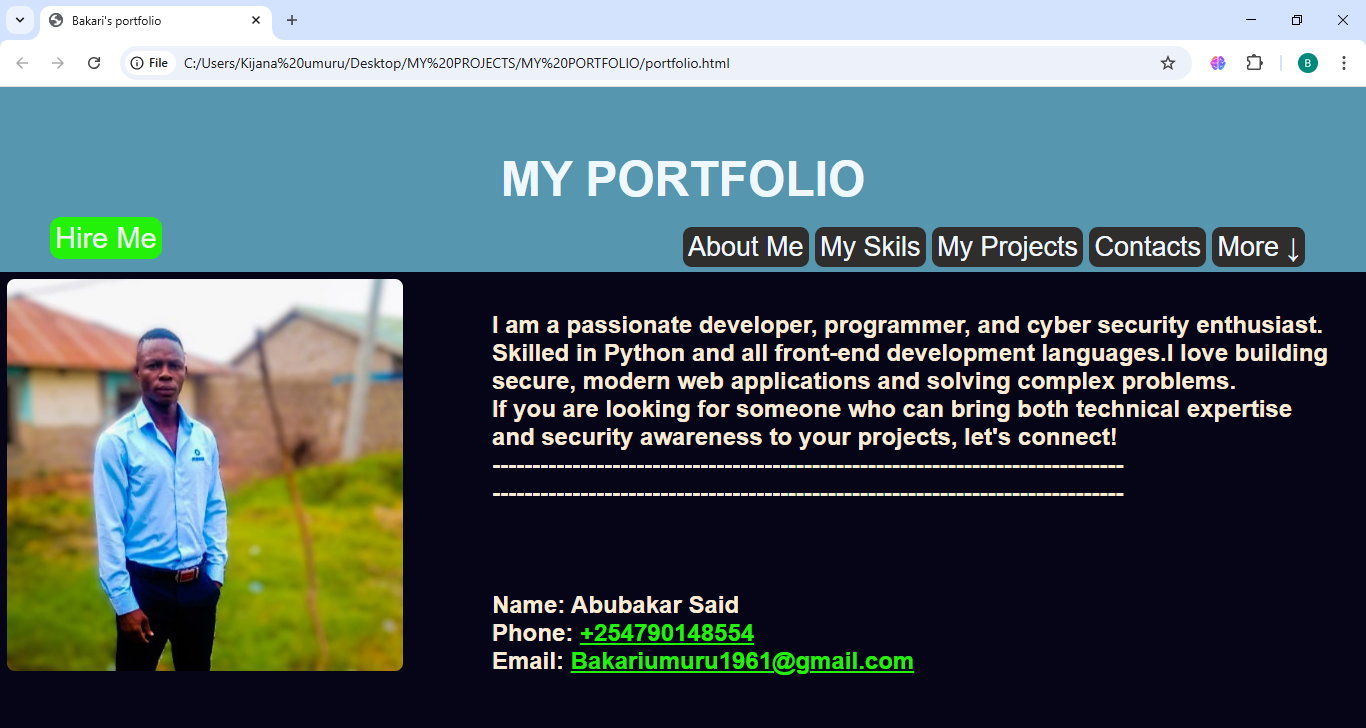 Bakari's portfolio
File
C:/Users/Kijana%20umuru/Desktop/MY%20PROJECTS/MY%20PORTFOLIO/portfolio.html
B
MY PORTFOLIO
Hire Me
About Me
My Skils
My Projects
Contacts
More ↓
I am a passionate developer, programmer, and cyber security enthusiast.
Skilled in Python and all front-end development languages.I love building
secure, modern web applications and solving complex problems.
If you are looking for someone who can bring both technical expertise
and security awareness to your projects, let's connect!
-------------------------------------------------------------------------------
-------------------------------------------------------------------------------
Name: Abubakar Said
Phone: +254790148554
Email: Bakariumuru1961@gmail.com